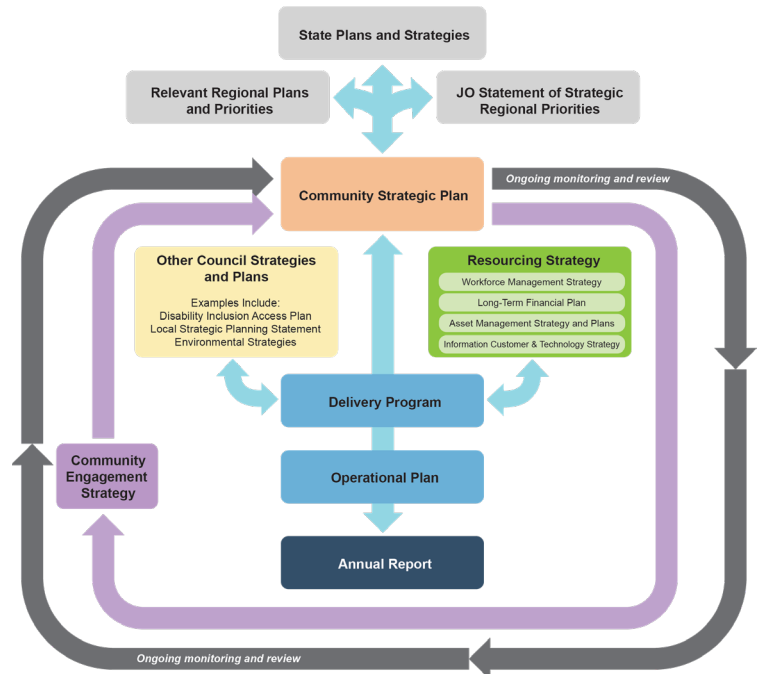 State Plans and Strategies
Relevant Regional Plans
and Priorities
JO Statement of Strategic
Regional Priorities
Community Strategic Plan
Ongoing monitoring and review
Other Council Strategies
and Plans
Examples Include:
Disability Inclusion Access Plan
Local Strategic Planning Statement
Environmental Strategies
Resourcing Strategy
Workforce Management Strategy
Long-Term Financial Plan
Asset Management Strategy and Plans
Information Customer & Technology Strategy
Delivery Program
Community
Engagement
Strategy
Operational Plan
Annual Report
Ongoing monitoring and review